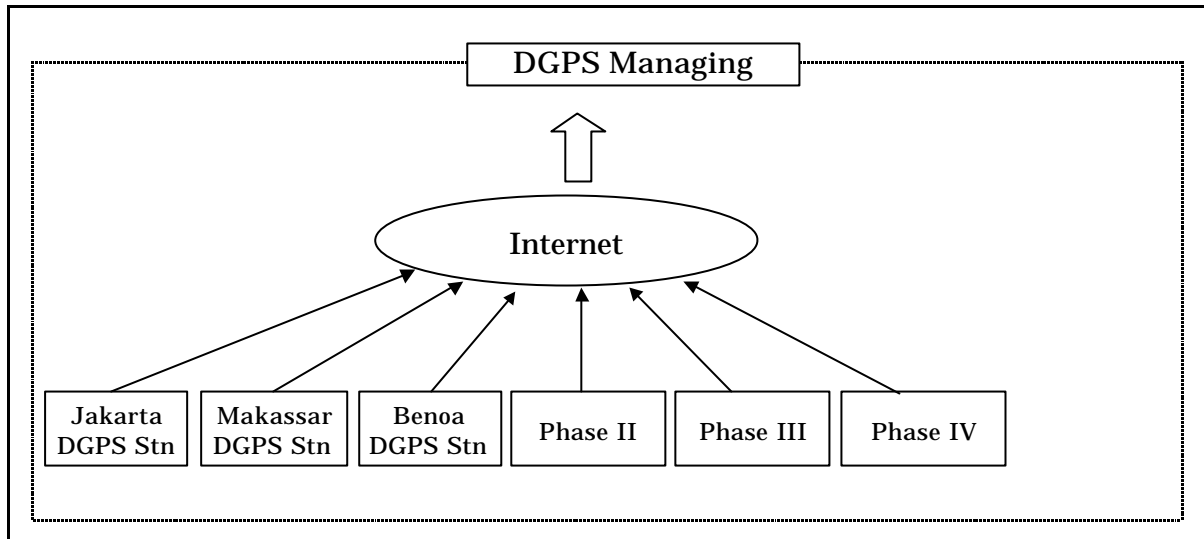 DGPS Managing
Internet
Jakarta
DGPS Stn
Makassar
DGPS Stn
Benoa
DGPS Stn
Phase II
Phase III
Phase IV